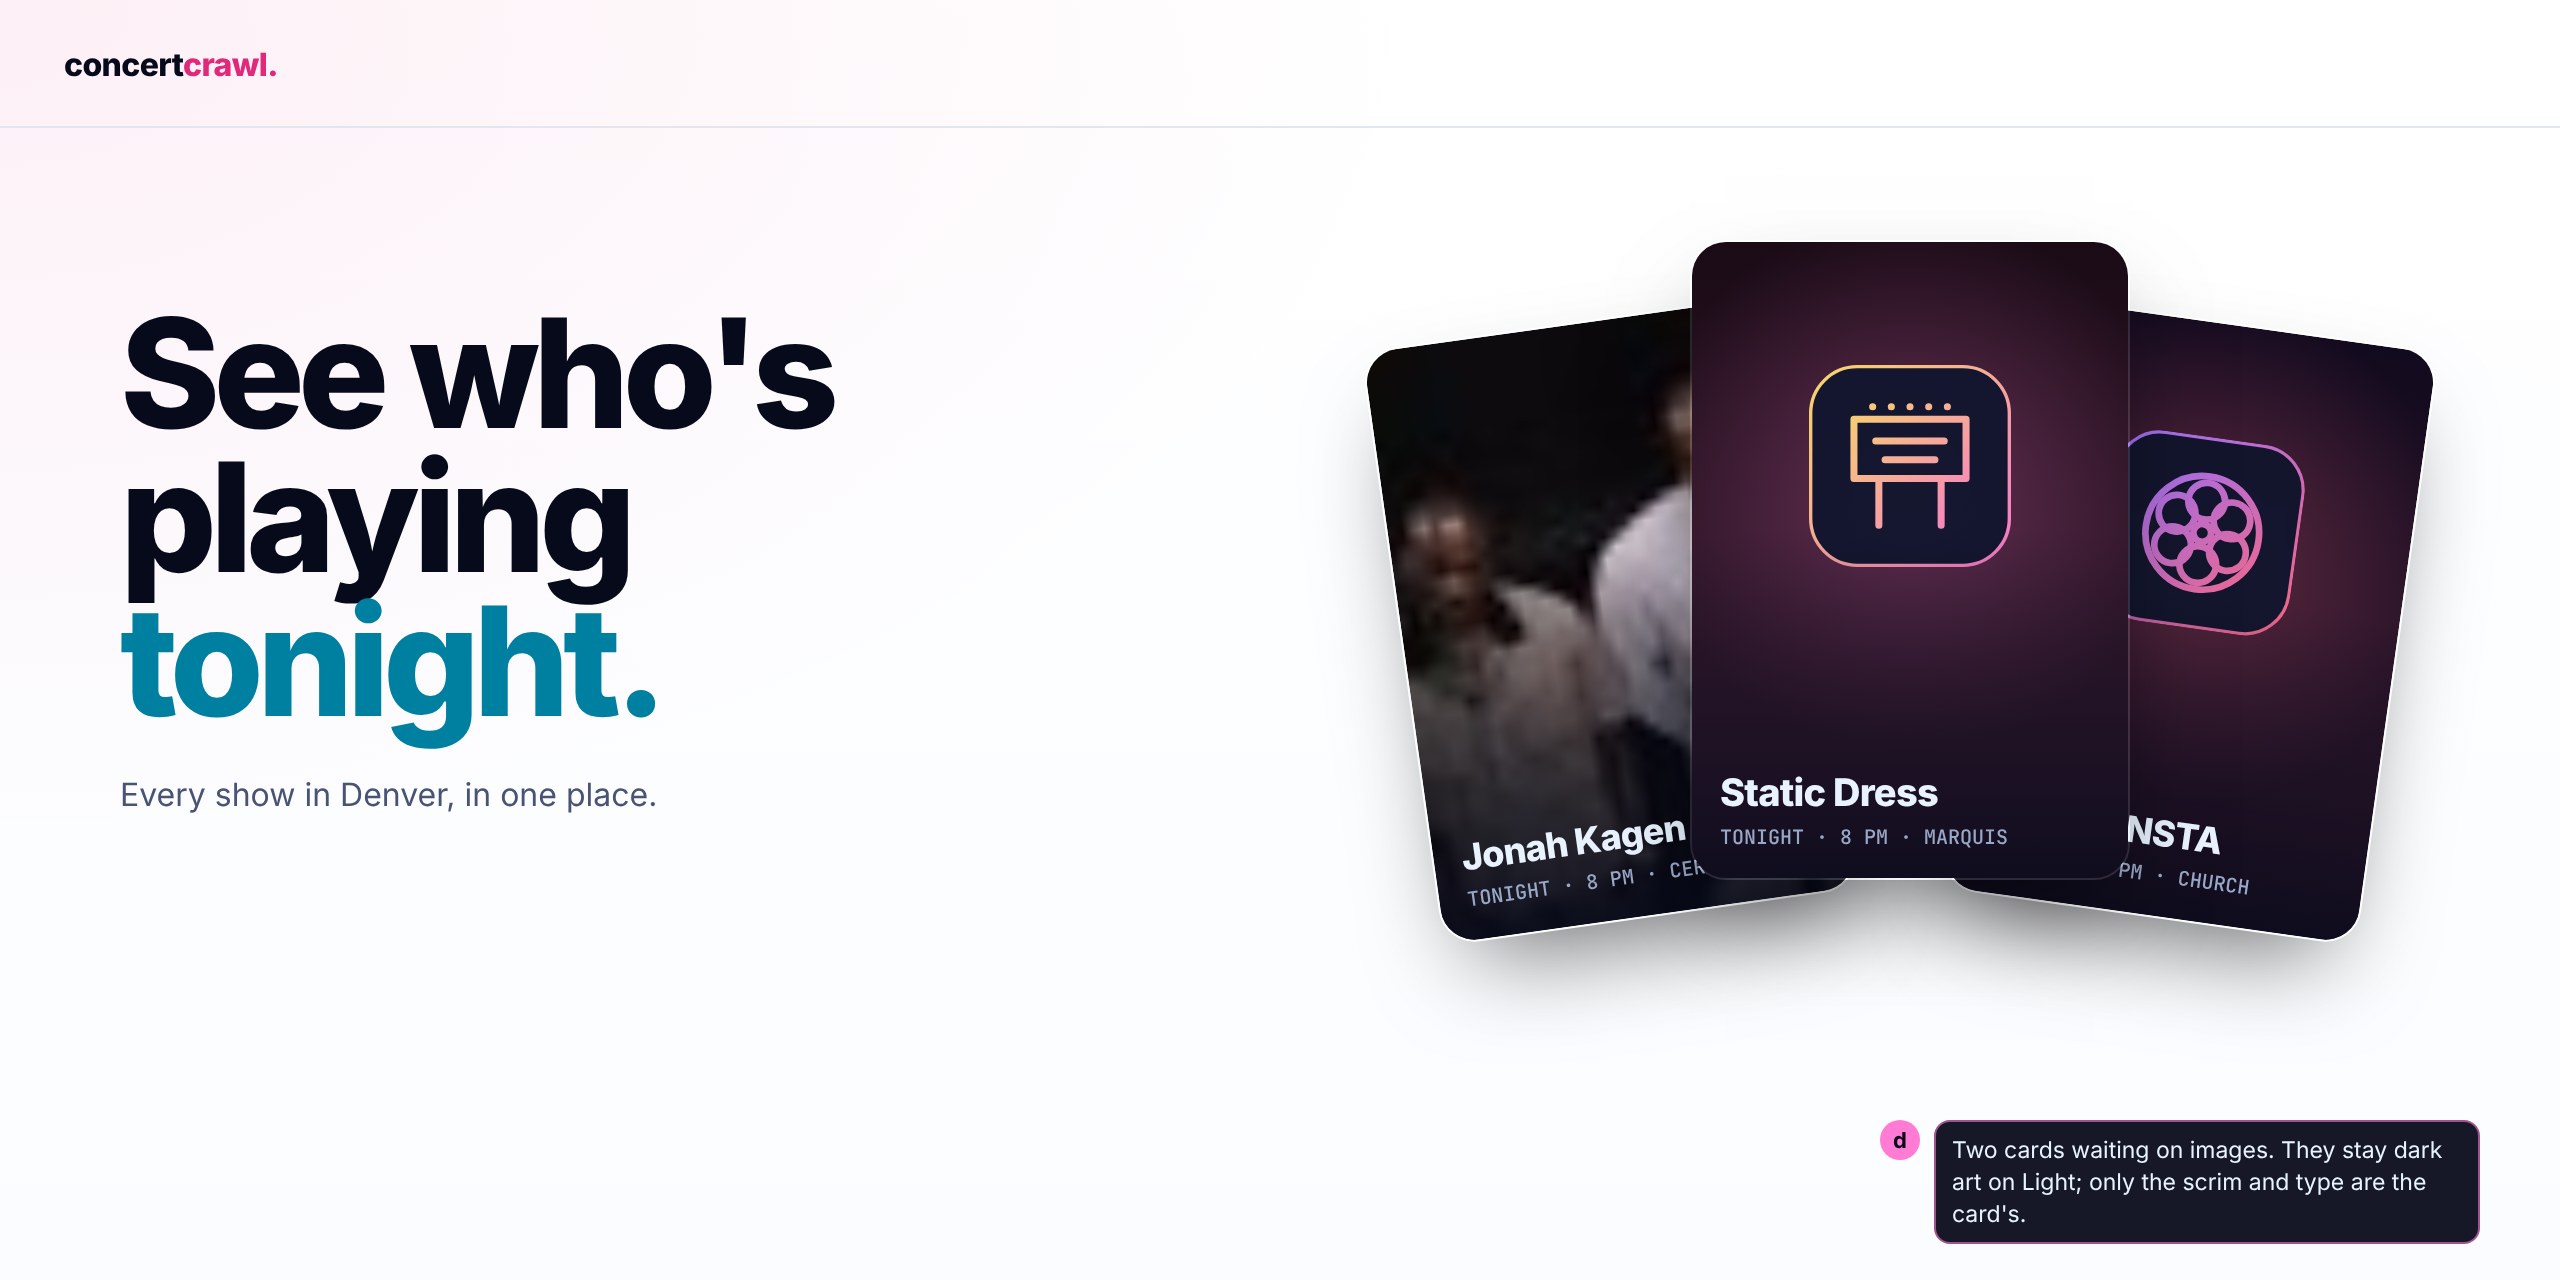 concertcrawl.
See who's
playing
tonight.
Every show in Denver, in one place.
Jonah Kagen
TONIGHT · 8 PM · CER
Static Dress
TONIGHT · 8 PM · MARQUIS
NSTA
PM · CHURCH
d
Two cards waiting on images. They stay dark
art on Light; only the scrim and type are the
card's.